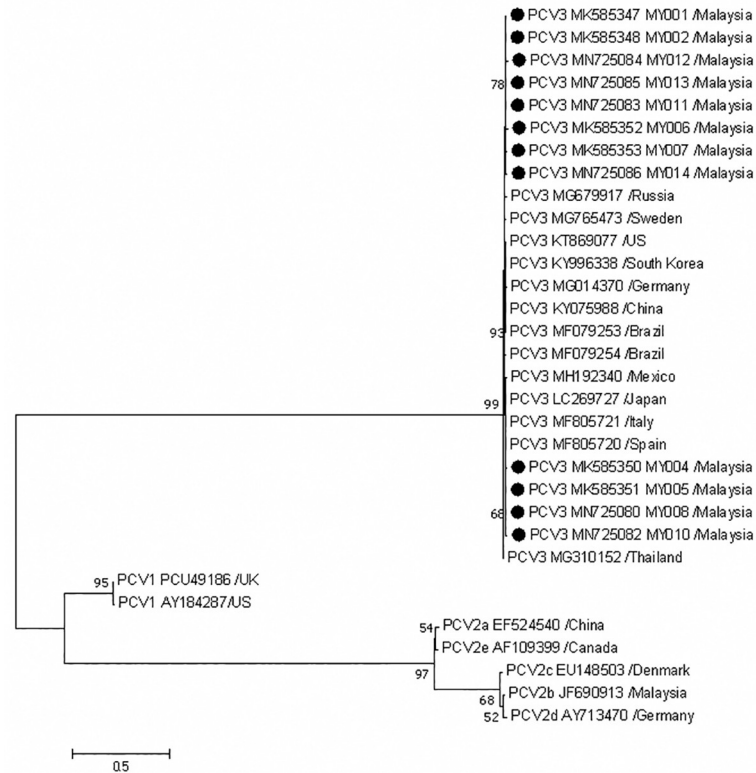 PCV3 MK585347 MY001 /Malaysia
PCV3 MK585348 MY002 /Malaysia
PCV3 MN725084 MY012 /Malaysia
78
PCV3 MN725085 MY013 /Malaysia
PCV3 MN725083 MY011 /Malaysia
PCV3 MK585352 MY006 /Malaysia
PCV3 MK585353 MY007 /Malaysia
PCV3 MN725086 MY014 /Malaysia
PCV3 MG679917 /Russia
PCV3 MG765473 /Sweden
PCV3 KT869077 /US
PCV3 KY996338 /South Korea
PCV3 MG014370 /Germany
PCV3 KY075988 /China
93
PCV3 MF079253 /Brazil
PCV3 MF079254 /Brazil
PCV3 MH192340 /Mexico
99
PCV3 LC269727 /Japan
PCV3 MF805721 /Italy
PCV3 MF805720 /Spain
PCV3 MK585350 MY004 /Malaysia
PCV3 MK585351 MY005 /Malaysia
68
PCV3 MN725080 MY008 /Malaysia
PCV3 MN725082 MY010 /Malaysia
PCV3 MG310152 /Thailand
95
PCV1 PCU49186 /UK
PCV1 AY184287/US
54
PCV2a EF524540 /China
PCV2e AF109399 /Canada
97
PCV2c EU148503 /Denmark
68
PCV2b JF690913 /Malaysia
52
PCV2d AY713470 /Germany
0.5